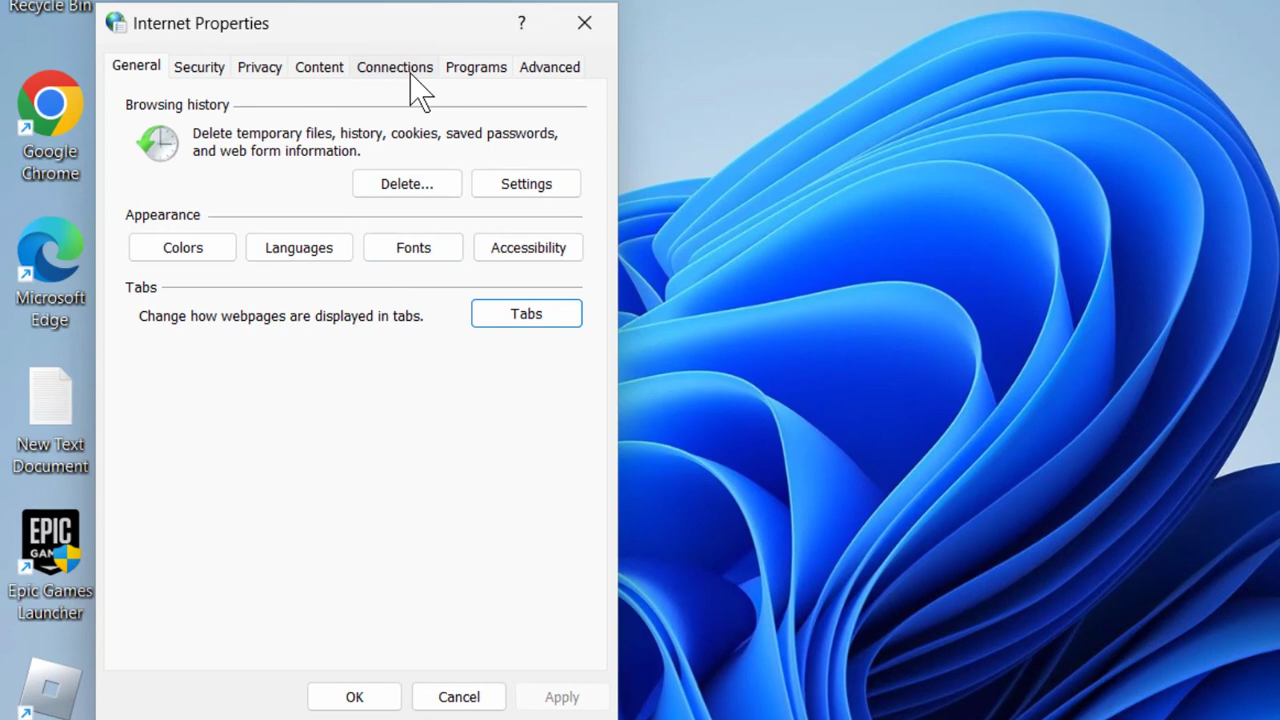 Recycle Bin
Google
Chrome
Microsoft
Edge
New Text
Document
EPIC
GAM
Epic Games
Launcher
Internet Properties
?
General Security Privacy Content Connections Programs Advanced
Browsing history
Delete temporary files, history, cookies, saved passwords,
and web form information.
Delete... Settings
Appearance
Colors Languages Fonts Accessibility
Tabs
Change how webpages are displayed in tabs. Tabs
OK Cancel Apply